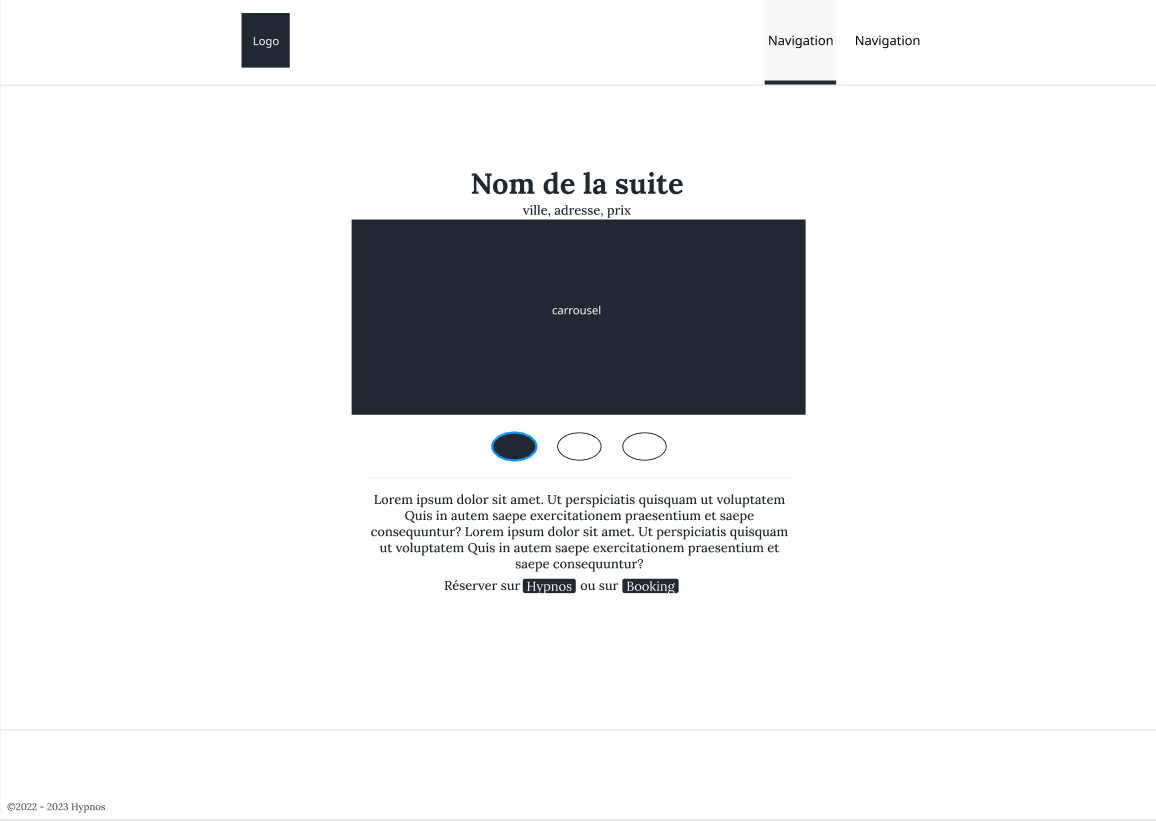 Logo
Navigation Navigation
Nom de la suite
ville, adresse, prix
carrousel
Lorem ipsum dolor sit amet. Ut perspiciatis quisquam ut voluptatem
Quis in autem saepe exercitationem praesentium et saepe
consequuntur? Lorem ipsum dolor sit amet. Ut perspiciatis quisquam
ut voluptatem Quis in autem saepe exercitationem praesentium et
saepe consequuntur?
Réserver sur Hypnos ou sur Booking
©2022 - 2023 Hypnos